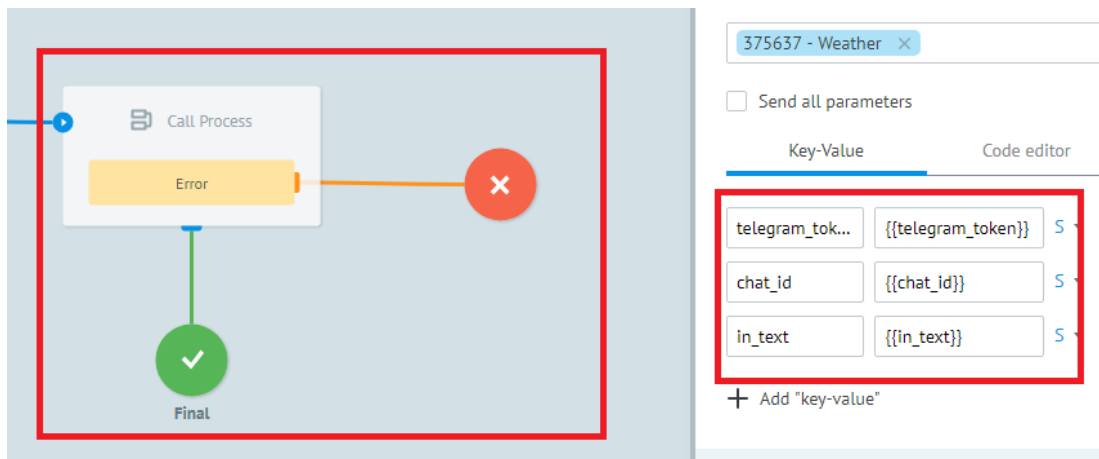 Call Process
Error
Final
375637 - Weather
Send all parameters
Key-Value
Code editor
telegram_tok...
{{telegram_token}}
S
chat_id
{{chat_id}}
S
in_text
{{in_text}}
S
Add "key-value"